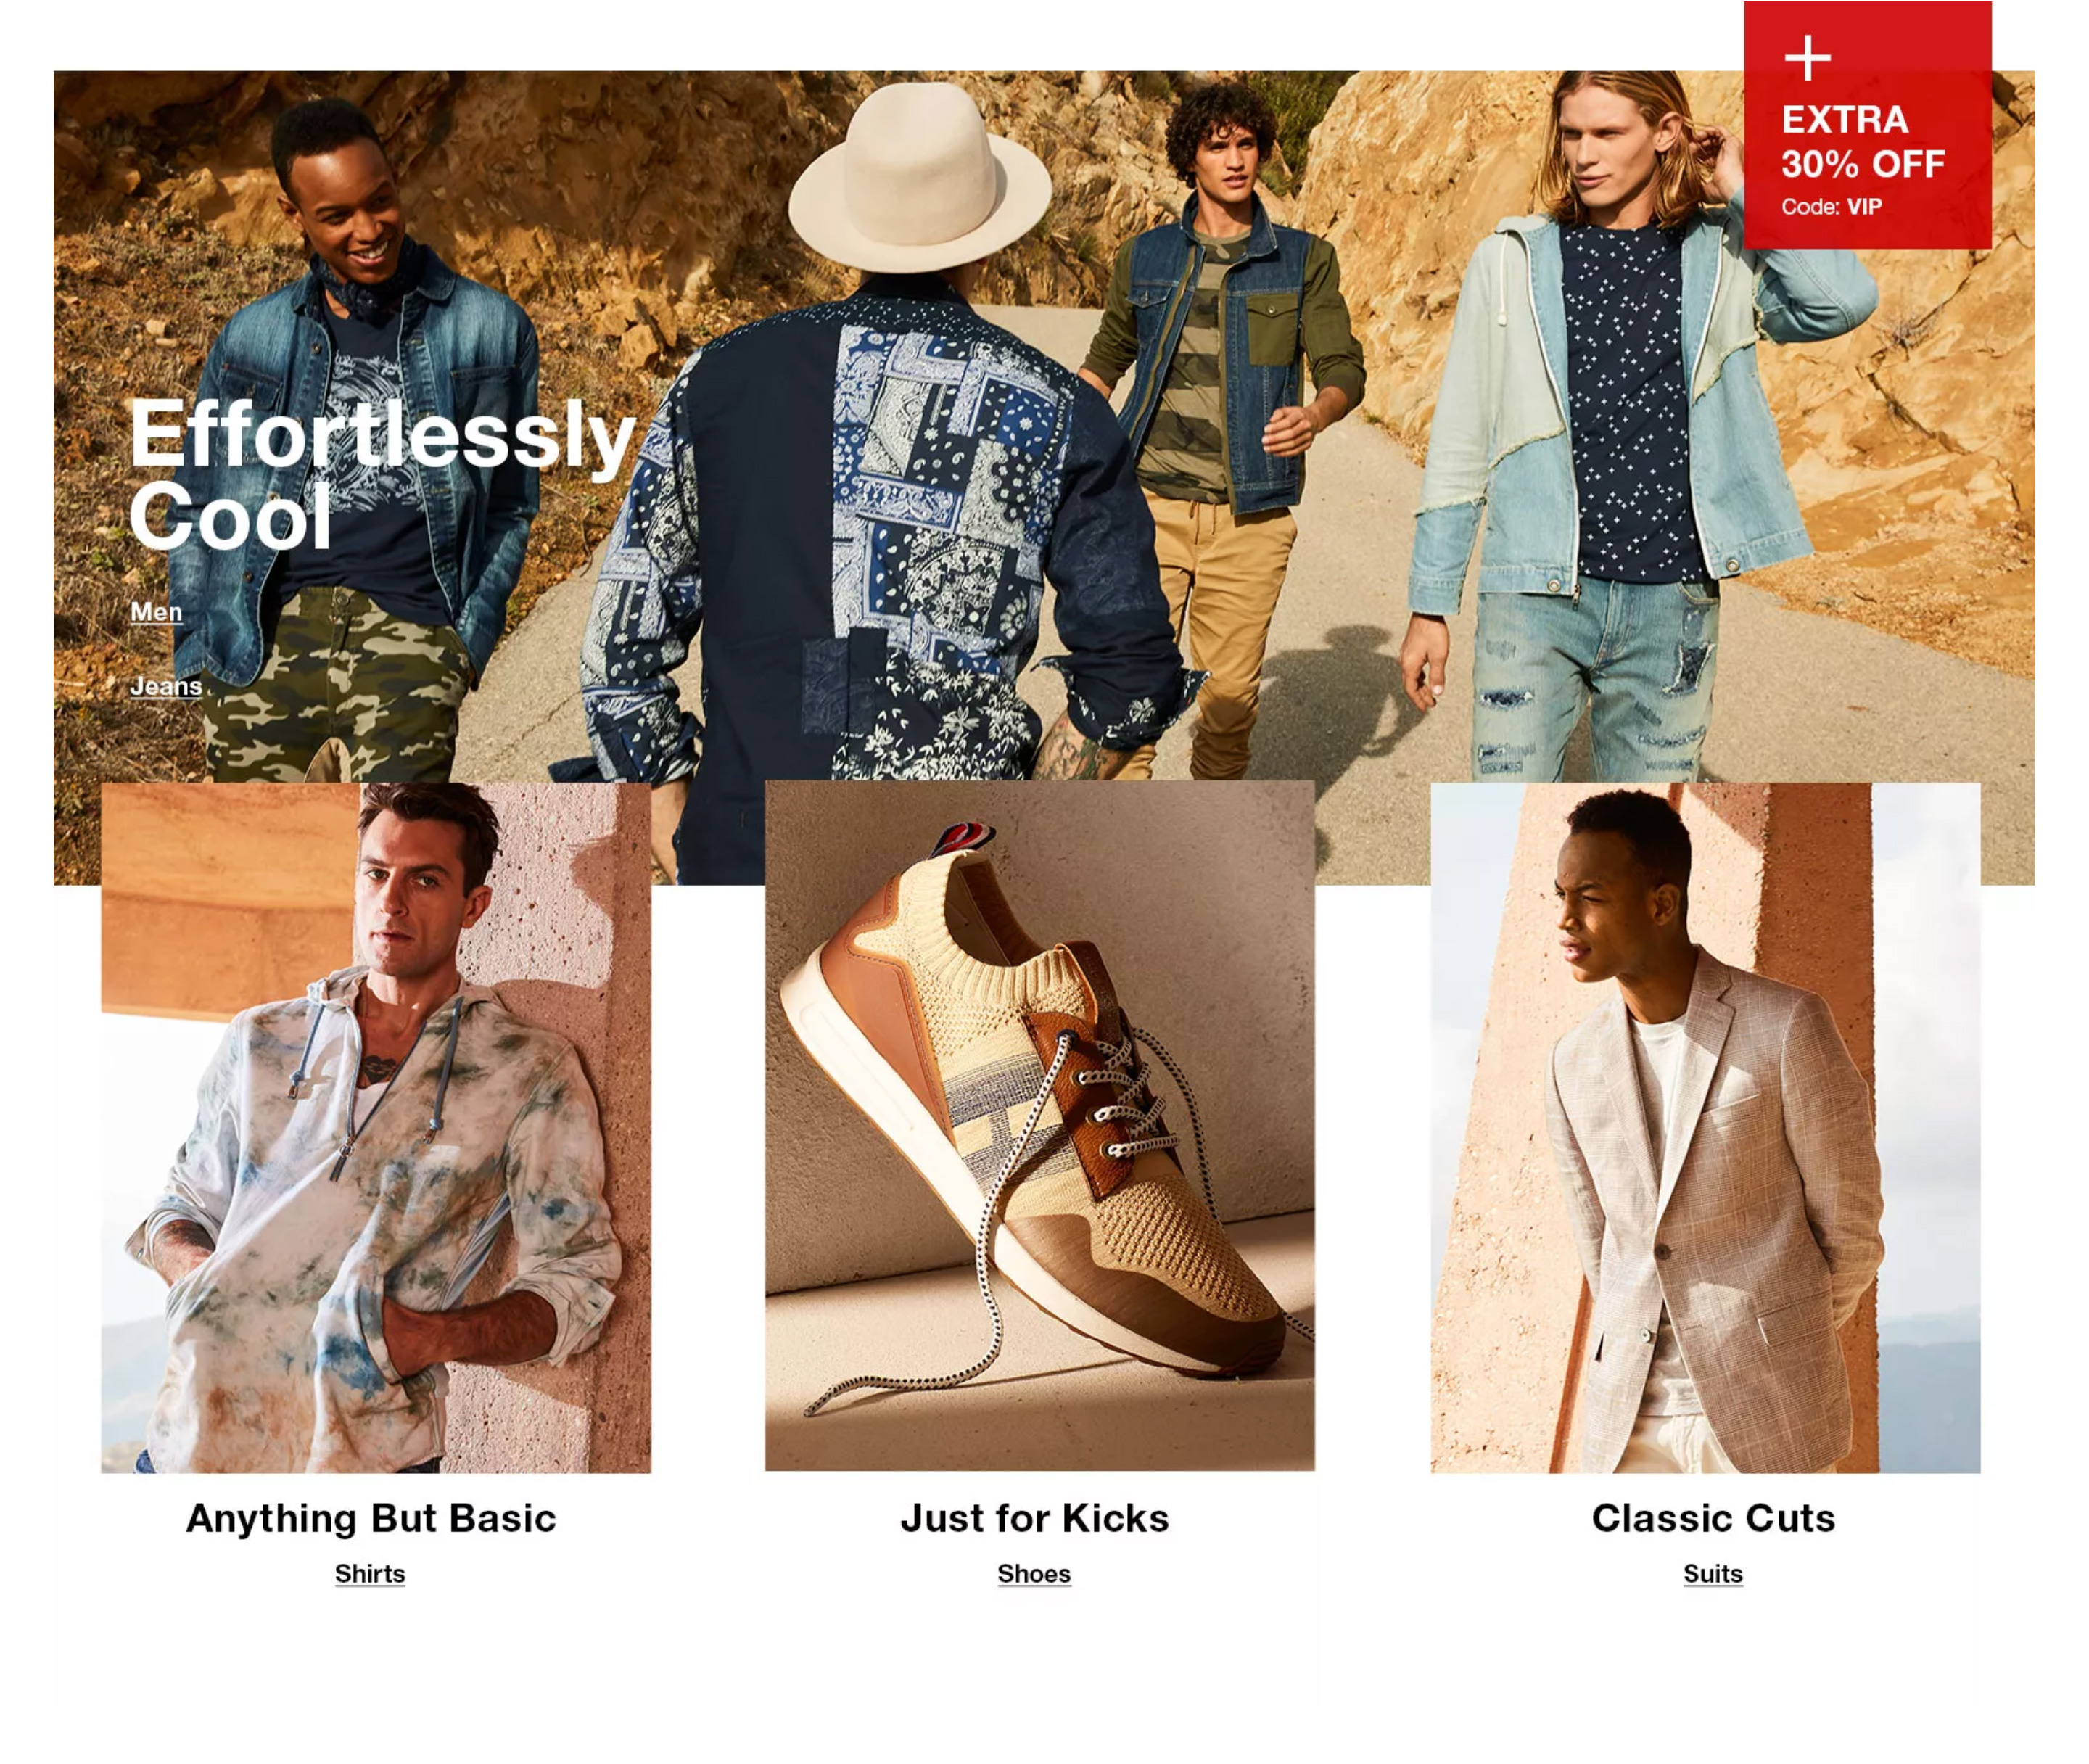 +
EXTRA
30% OFF
Code: VIP
Effortlessly
Cool
Men
Jeans
Anything But Basic
Shirts
Just for Kicks
Shoes
Classic Cuts
Suits